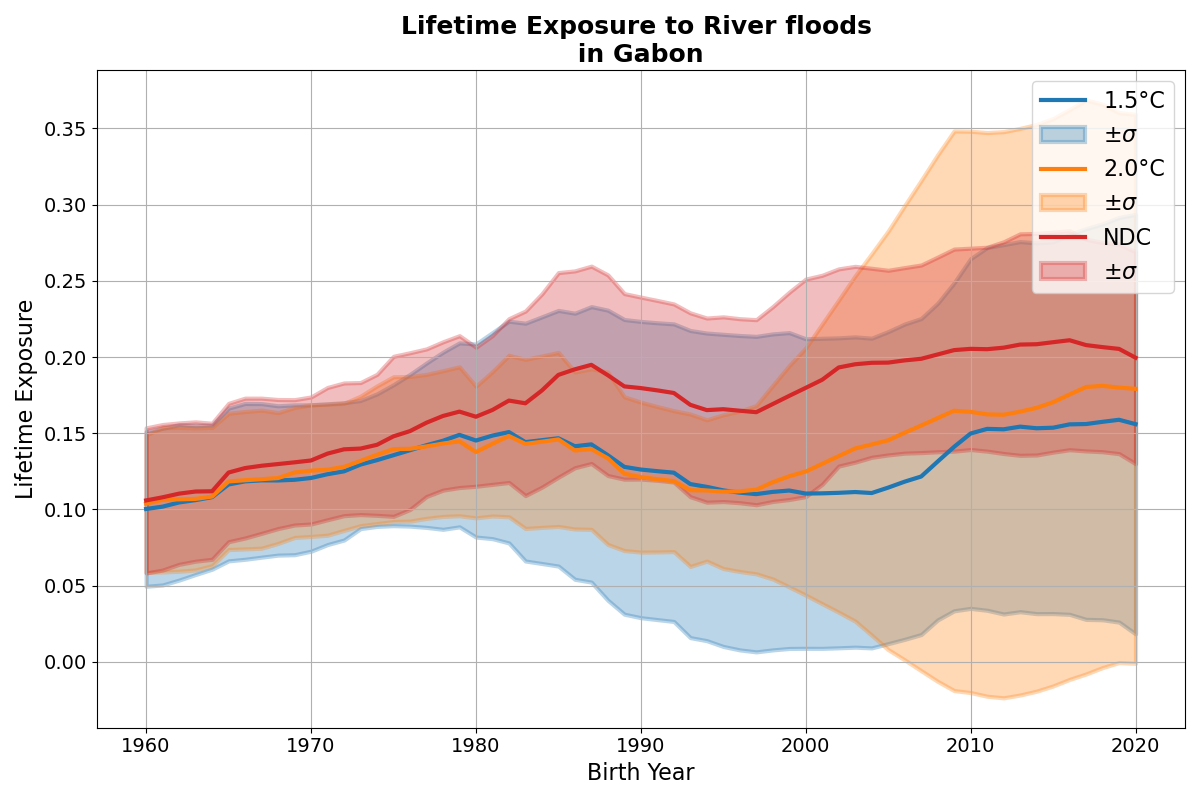 Lifetime Exposure to River floods
in Gabon
1.5°C
±σ
2.0°C
±σ
NDC
±σ
Lifetime Exposure
0.35
0.30
0.25
0.20
0.15
0.10
0.05
0.00
1960 1970 1980 1990 2000 2010 2020
Birth Year